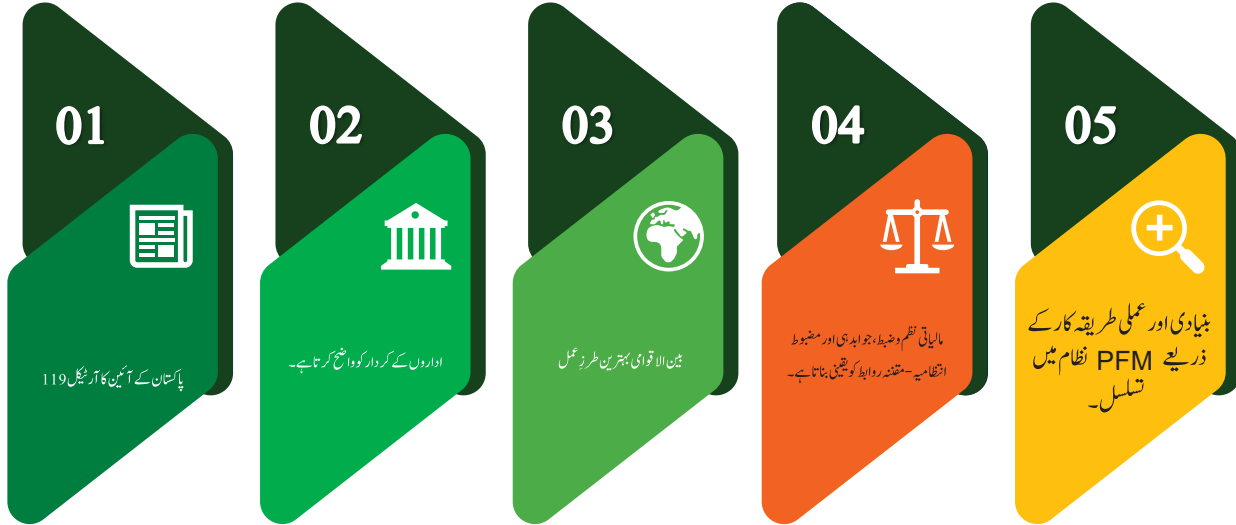 01
پاکستان کے آئین کا آرٹیکل 119
02
اداروں کے کردار کو واضح کرتا ہے۔
03
بین الاقوامی بہترین طرزِ عمل
04
مالیاتی نظم و ضبط، جوابدہی اور مضبوط
انتظامیہ-مقننہ روابط کو یقینی بناتا ہے۔
05
بنیادی اور عملی طریقہ کار کے
ذریعے PFM نظام میں
تسلسل۔